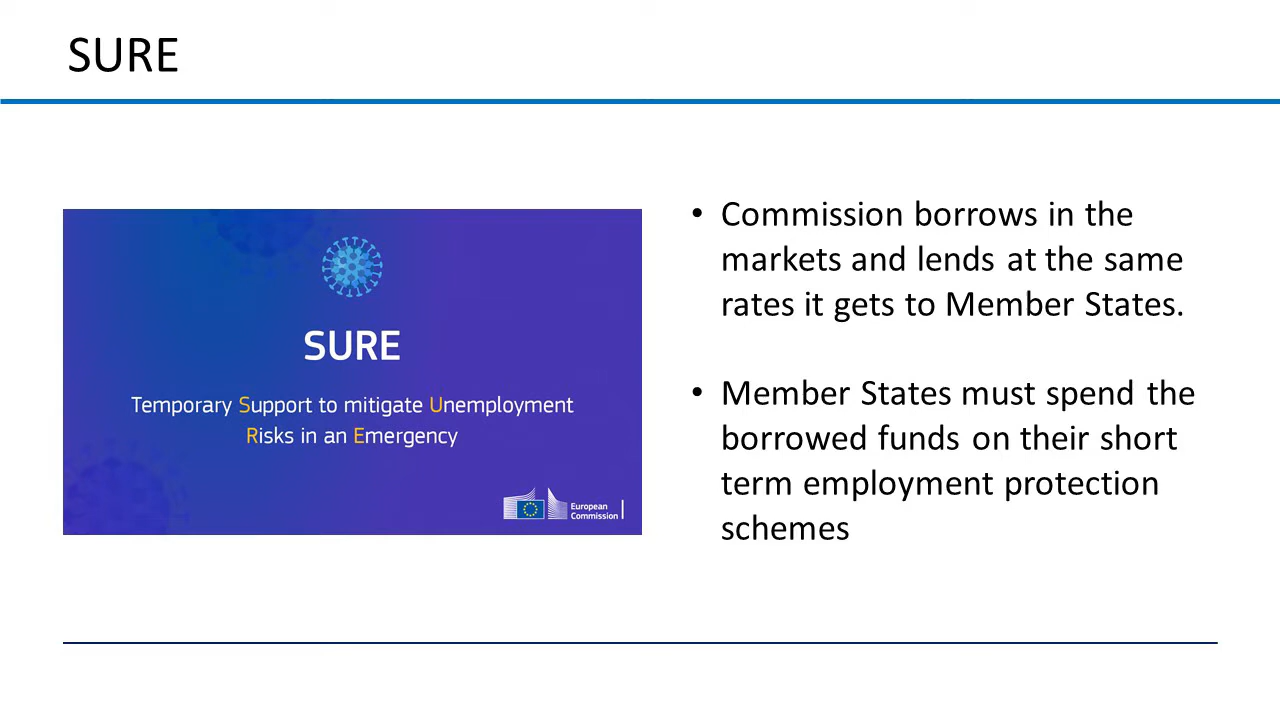 SURE
SURE
Temporary Support to mitigate Unemployment
Risks in an Emergency
European
Commission
• Commission borrows in the
markets and lends at the same
rates it gets to Member States.
• Member States must spend the
borrowed funds on their short
term employment protection
schemes